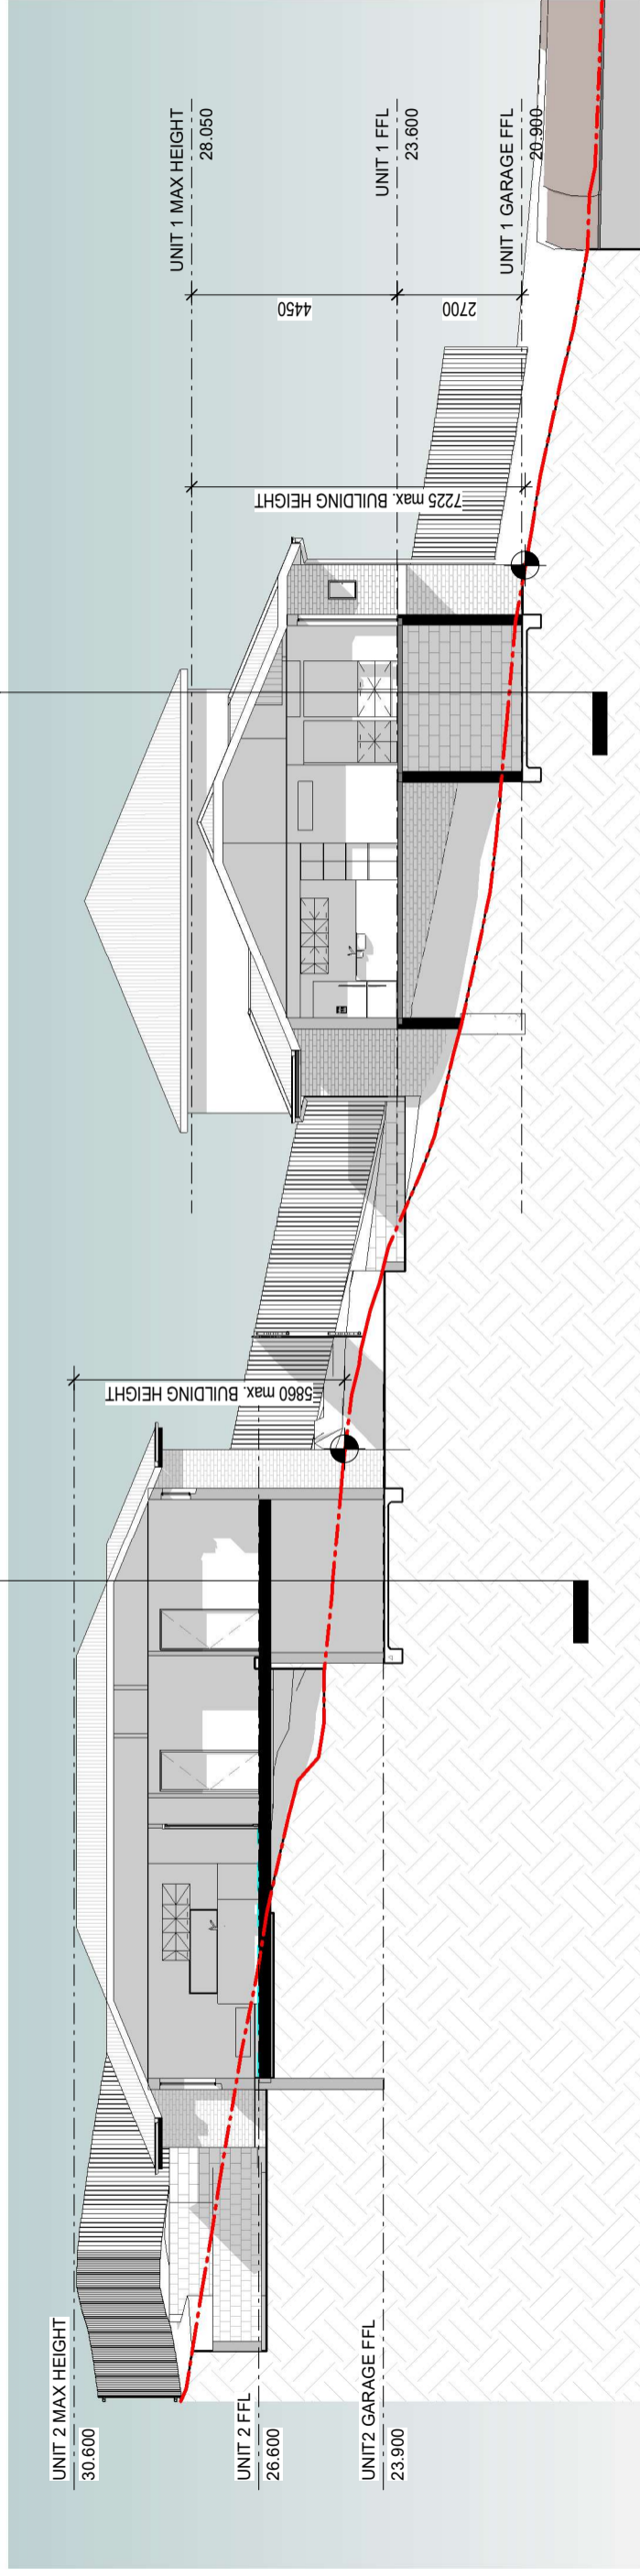 UNIT 2 MAX HEIGHT
30.600
UNIT 2 FFL
26.600
UNIT2 GARAGE FFL
23.900
5860 max. BUILDING HEIGHT
7225 max. BUILDING HEIGHT
4450
2700
UNIT 1 MAX HEIGHT
28.050
UNIT 1 FFL
23.600
UNIT 1 GARAGE FFL
20.900